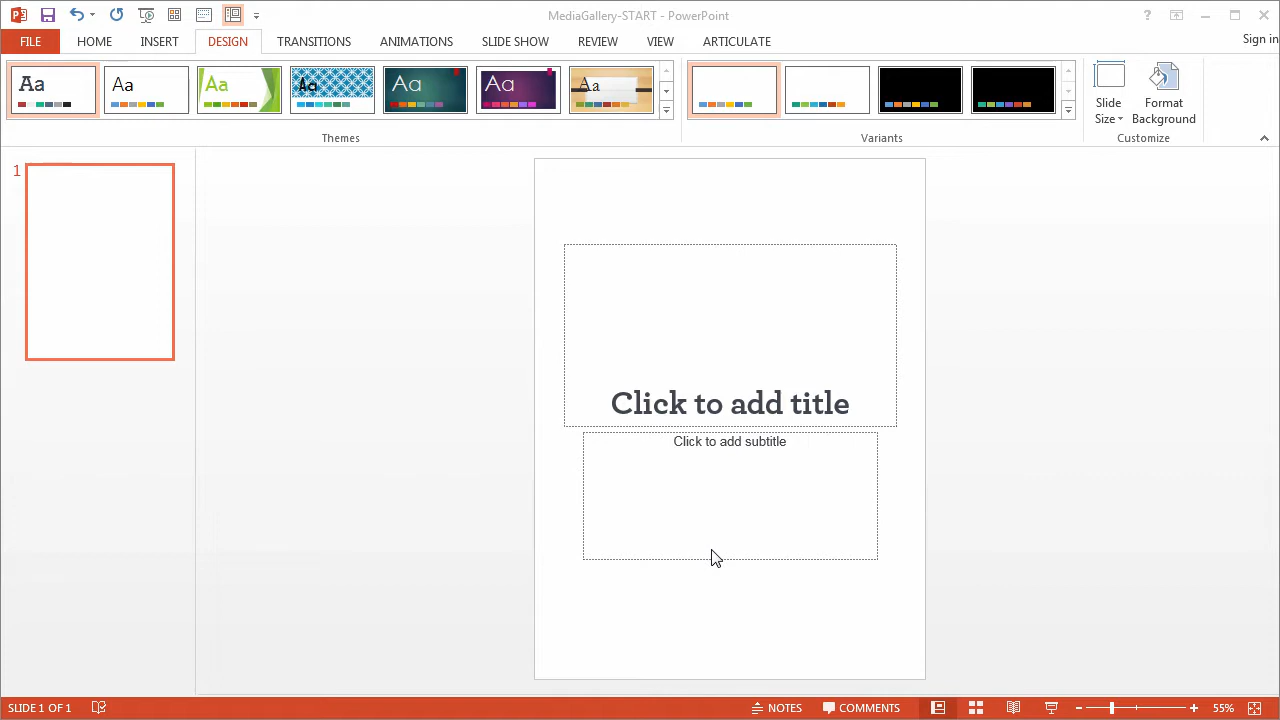 MediaGallery-START - PowerPoint
?
FILE HOME INSERT DESIGN TRANSITIONS ANIMATIONS SLIDE SHOW REVIEW VIEW ARTICULATE Sign in
Aa Aa Aa Aa Aa Aa Aa
Slide Size
Format Background
Themes Variants Customize
1
Click to add title
Click to add subtitle
SLIDE 1 OF 1 NOTES COMMENTS 55%